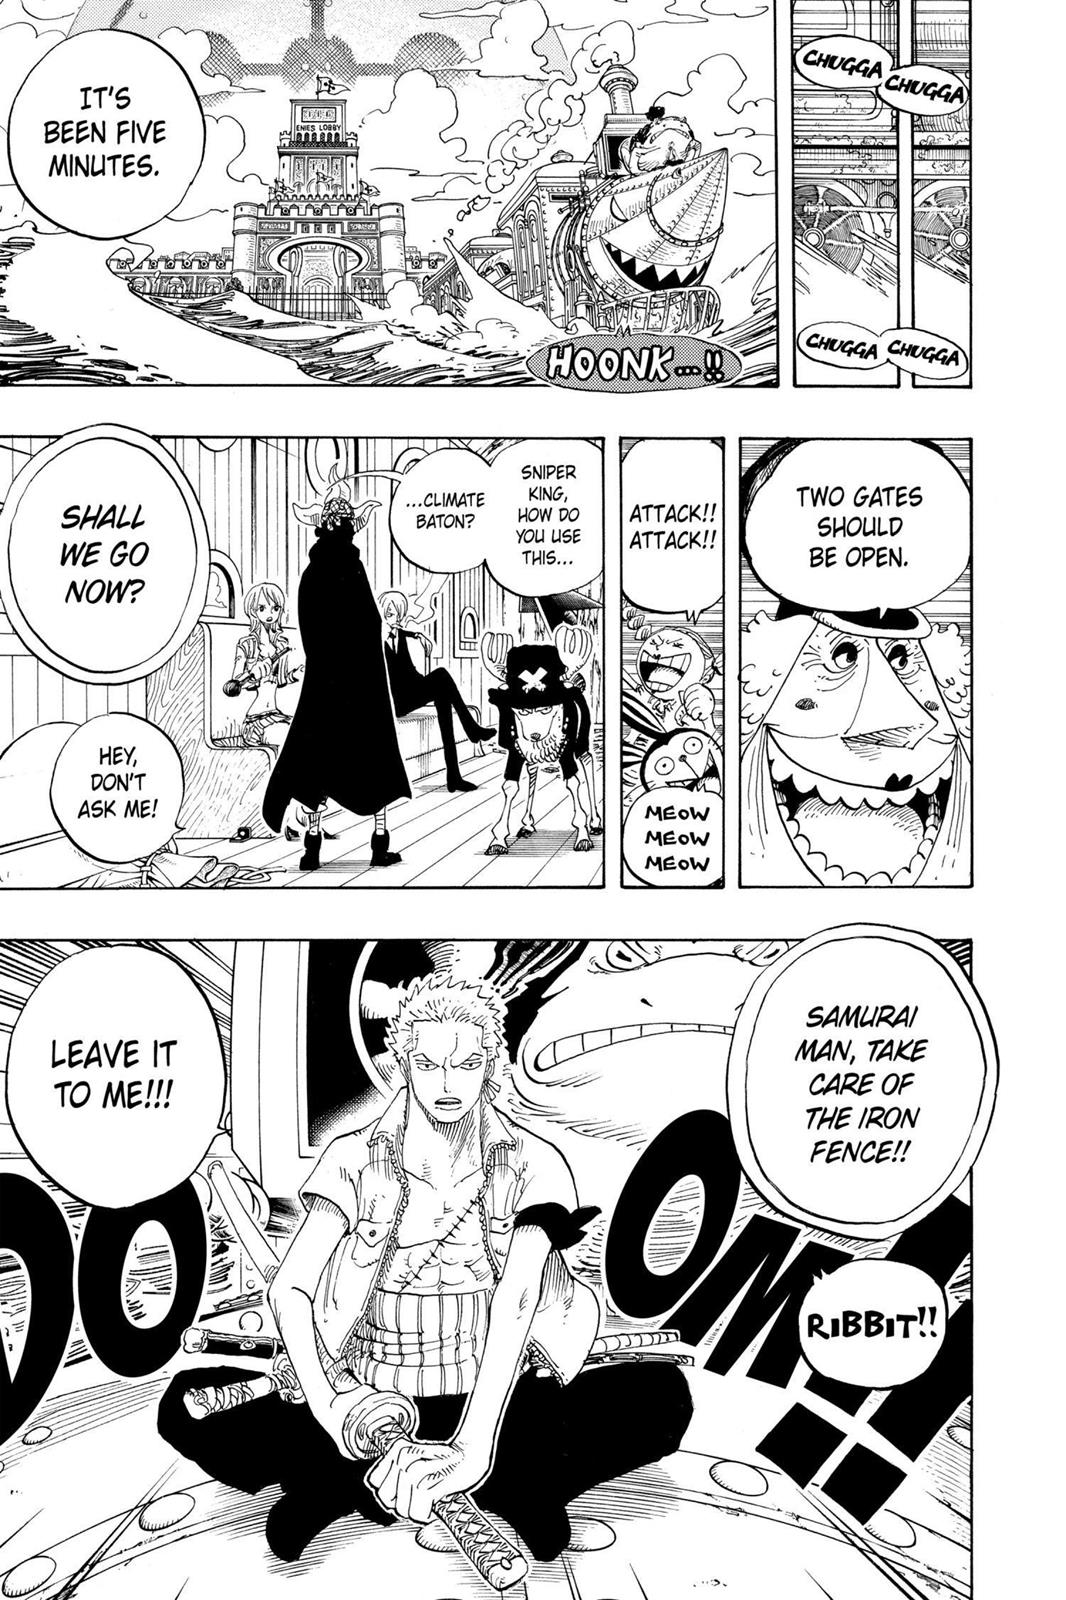 CHUGGA
CHUGGA
CHUGGA
CHUGGA
IT'S
BEEN FIVE
MINUTES.
ENIES LOBBY
HOONK...!!
TWO GATES
SHOULD
BE OPEN.
ATTACK!!
ATTACK!!
MEOW
MEOW
MEOW
SNIPER
KING,
HOW DO
YOU USE
THIS...
...CLIMATE
BATON?
SHALL
WE GO
NOW?
HEY,
DON'T
ASK ME!
SAMURAI
MAN, TAKE
CARE OF
THE IRON
FENCE!!
RIBBIT!!
LEAVE IT
TO ME!!!
DOOOM!!